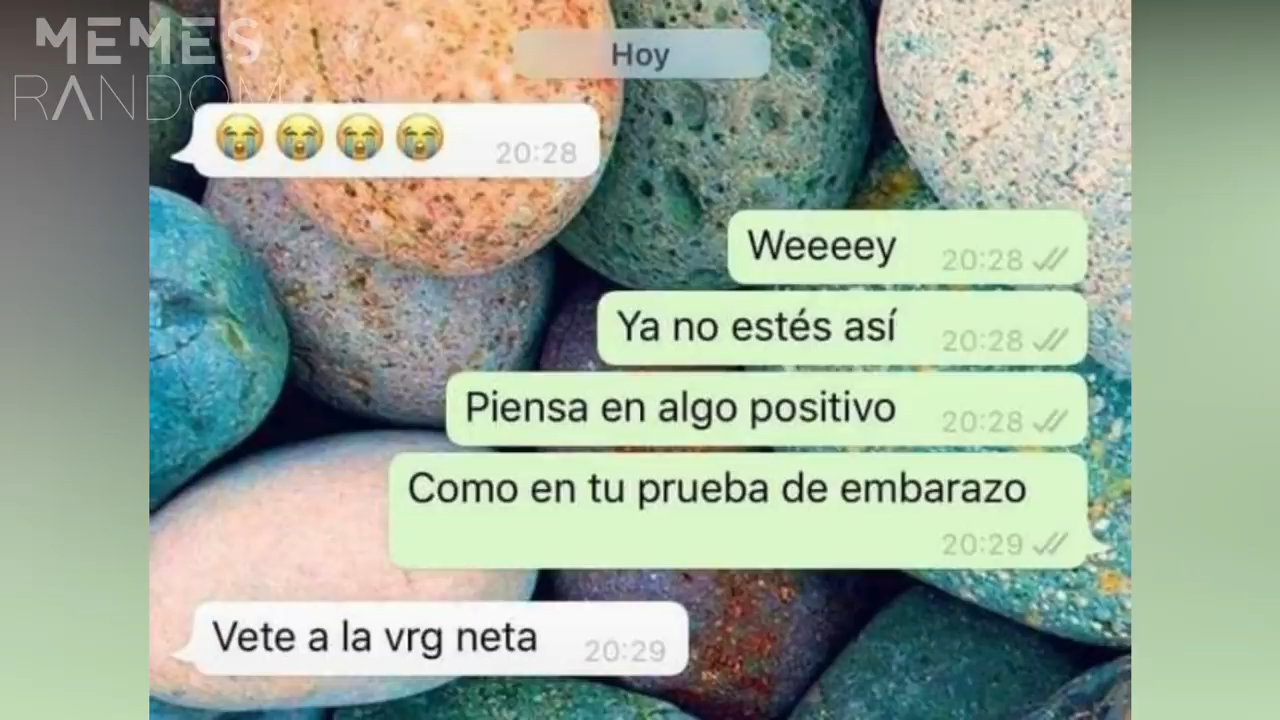 MEMES
RANDOM
Hoy
😭😭😭😭 20:28
Weeeey 20:28
Ya no estés así 20:28
Piensa en algo positivo 20:28
Como en tu prueba de embarazo
20:29
Vete a la vrg neta 20:29